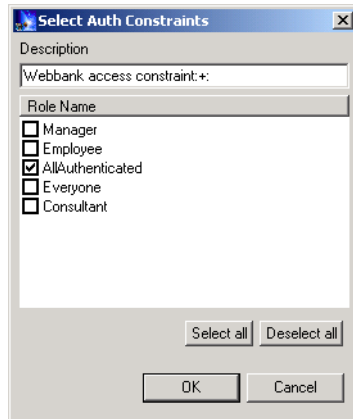 Select Auth Constraints
Description
Webbank access constraint:+:
Role Name
Manager
Employee
AllAuthenticated
Everyone
Consultant
Select all Deselect all
OK Cancel